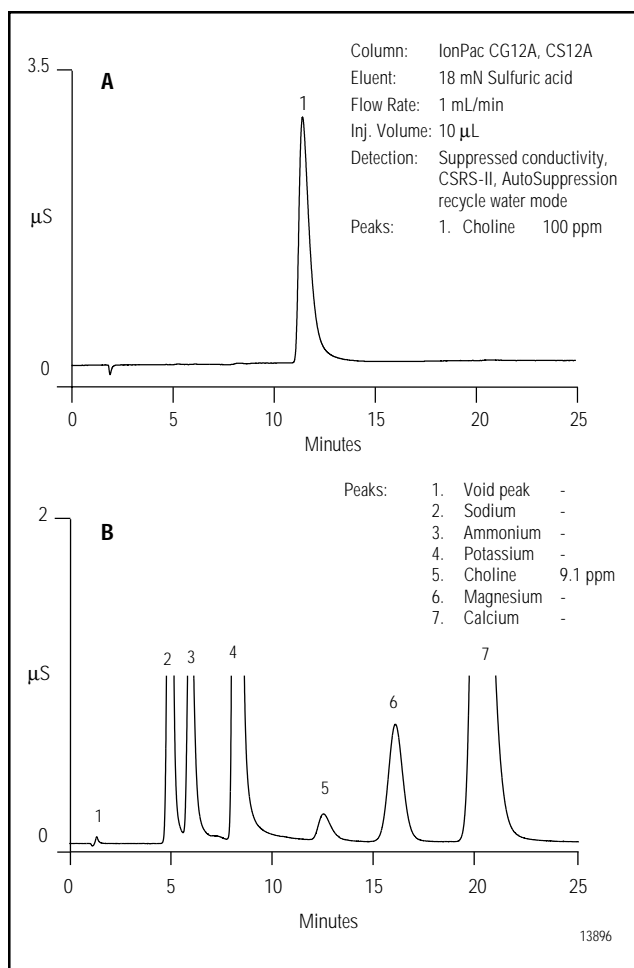 3.5
A
Column: IonPac CG12A, CS12A
Eluent: 18 mN Sulfuric acid
Flow Rate: 1 mL/min
Inj. Volume: 10 µL
Detection: Suppressed conductivity,
CSRS-II, AutoSuppression
recycle water mode
Peaks: 1. Choline 100 ppm
1
µS
0
0 5 10 15 20 25
Minutes
Peaks: 1. Void peak -
2. Sodium -
3. Ammonium -
4. Potassium -
5. Choline 9.1 ppm
6. Magnesium -
7. Calcium -
2
B
µS
1 2 3 4 5 6 7
0
0 5 10 15 20 25
Minutes
13896